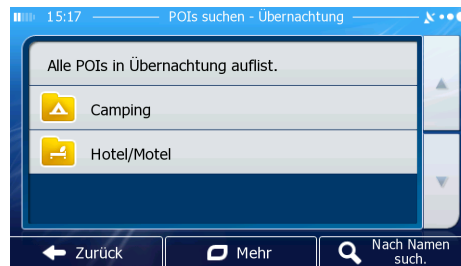 15:17 POIs suchen - Übernachtung
Alle POIs in Übernachtung auflist.
Camping
Hotel/Motel
Zurück
Mehr
Nach Namen
such.